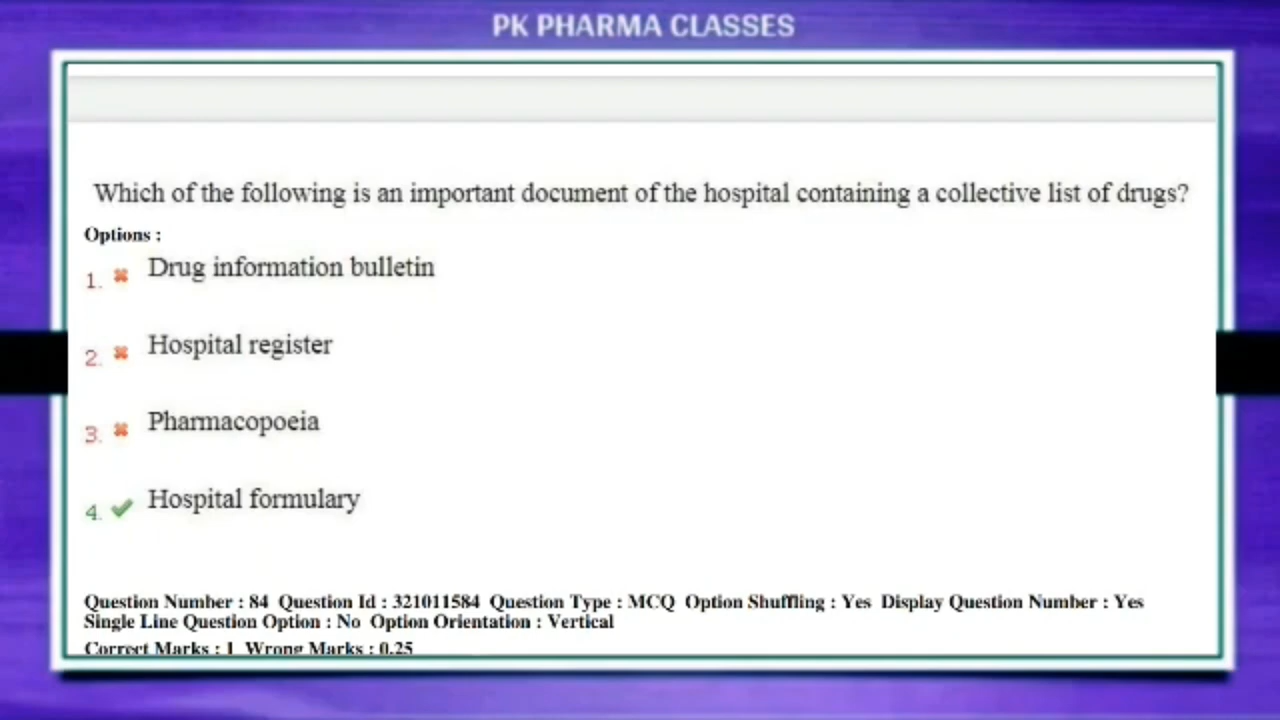 PK PHARMA CLASSES
Which of the following is an important document of the hospital containing a collective list of drugs?
Options :
1. ✖ Drug information bulletin
2. ✖ Hospital register
3. ✖ Pharmacopoeia
4. ✔ Hospital formulary
Question Number : 84 Question Id : 321011584 Question Type : MCQ Option Shuffling : Yes Display Question Number : Yes
Single Line Question Option : No Option Orientation : Vertical
Correct Marks : 1 Wrong Marks : 0.25